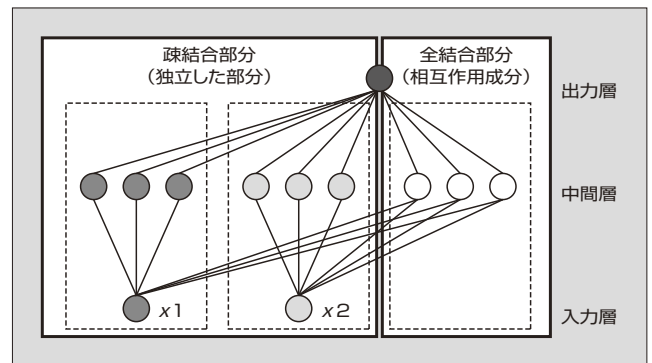 疎結合部分
（独立した部分）
全結合部分
（相互作用成分）
出力層
中間層
x1
x2
入力層